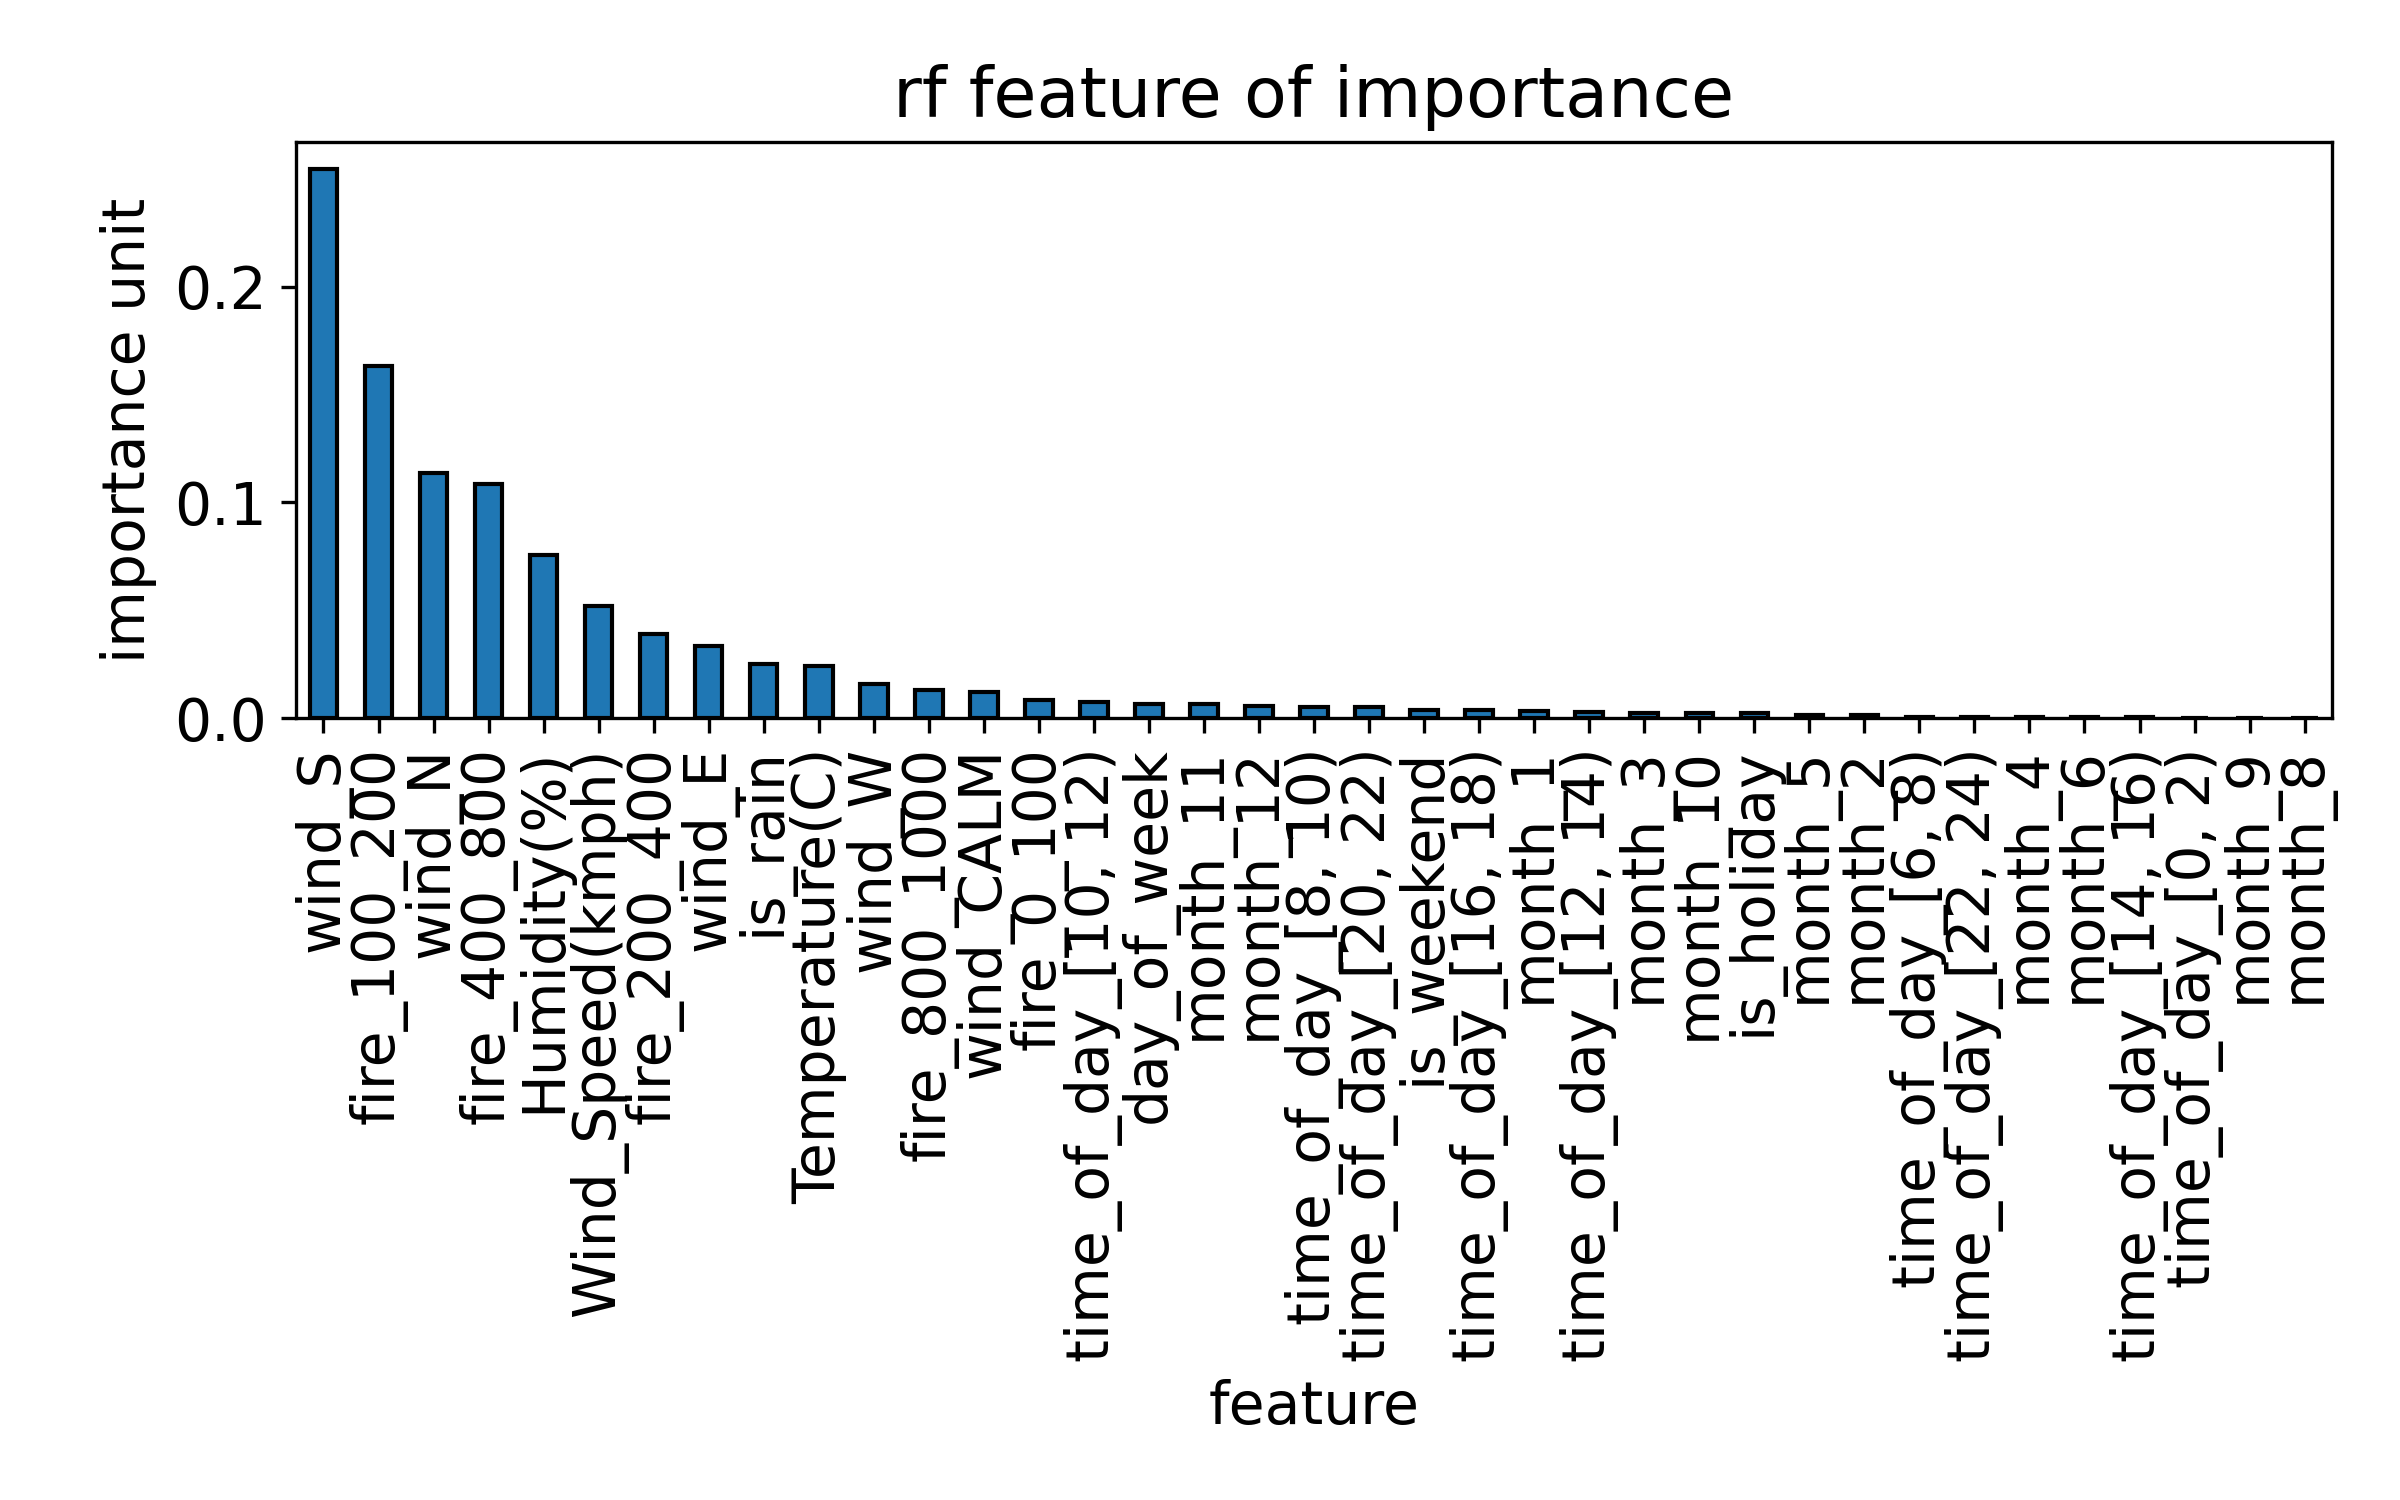 rf feature of importance
importance unit
0.2
0.1
0.0
wind_S
fire_100_200
wind_N
fire_400_800
Humidity(%)
Wind_Speed(kmph)
fire_200_400
wind_E
is_rain
Temperature(C)
wind_W
fire_800_1000
wind_CALM
fire_0_100
time_of_day_[10, 12)
day_of_week
month_11
month_12
time_of_day_[8, 10)
time_of_day_[20, 22)
is_weekend
time_of_day_[16, 18)
month_1
time_of_day_[12, 14)
month_3
month_10
is_holiday
month_5
month_2
time_of_day_[6, 8)
time_of_day_[22, 24)
month_4
month_6
time_of_day_[14, 16)
time_of_day_[0, 2)
month_9
month_8
feature